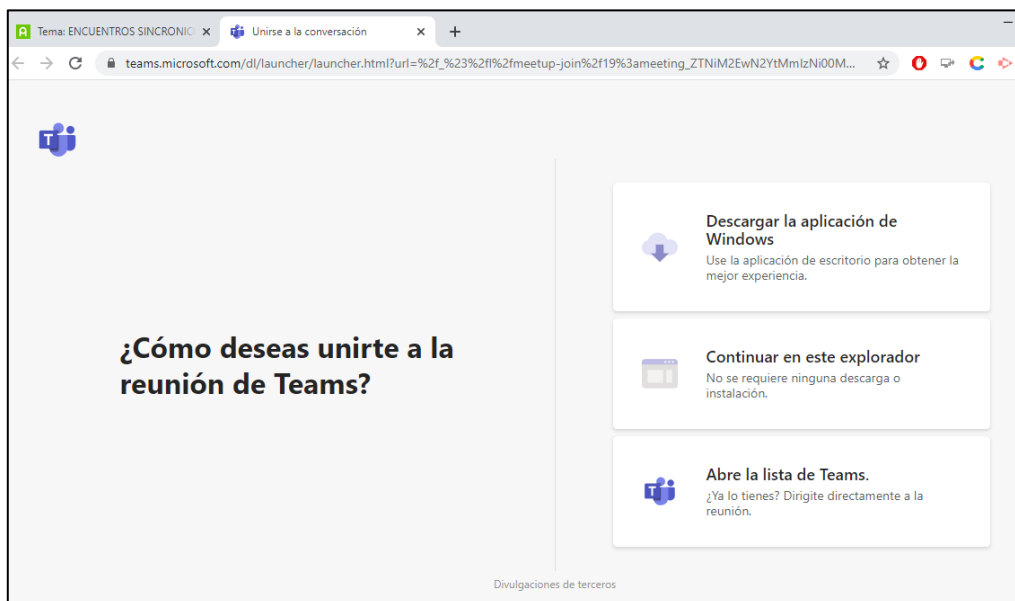 Tema: ENCUENTROS SINCRONIC
Unirse a la conversación
teams.microsoft.com/dl/launcher/launcher.html?url=%2f_%23%2fl%2fmeetup-join%2f19%3ameeting_ZTNiM2EwN2YtMmIzNi00M...
¿Cómo deseas unirte a la
reunión de Teams?
Descargar la aplicación de
Windows
Use la aplicación de escritorio para obtener la
mejor experiencia.
Continuar en este explorador
No se requiere ninguna descarga o
instalación.
Abre la lista de Teams.
¿Ya lo tienes? Dirigite directamente a la
reunión.
Divulgaciones de terceros